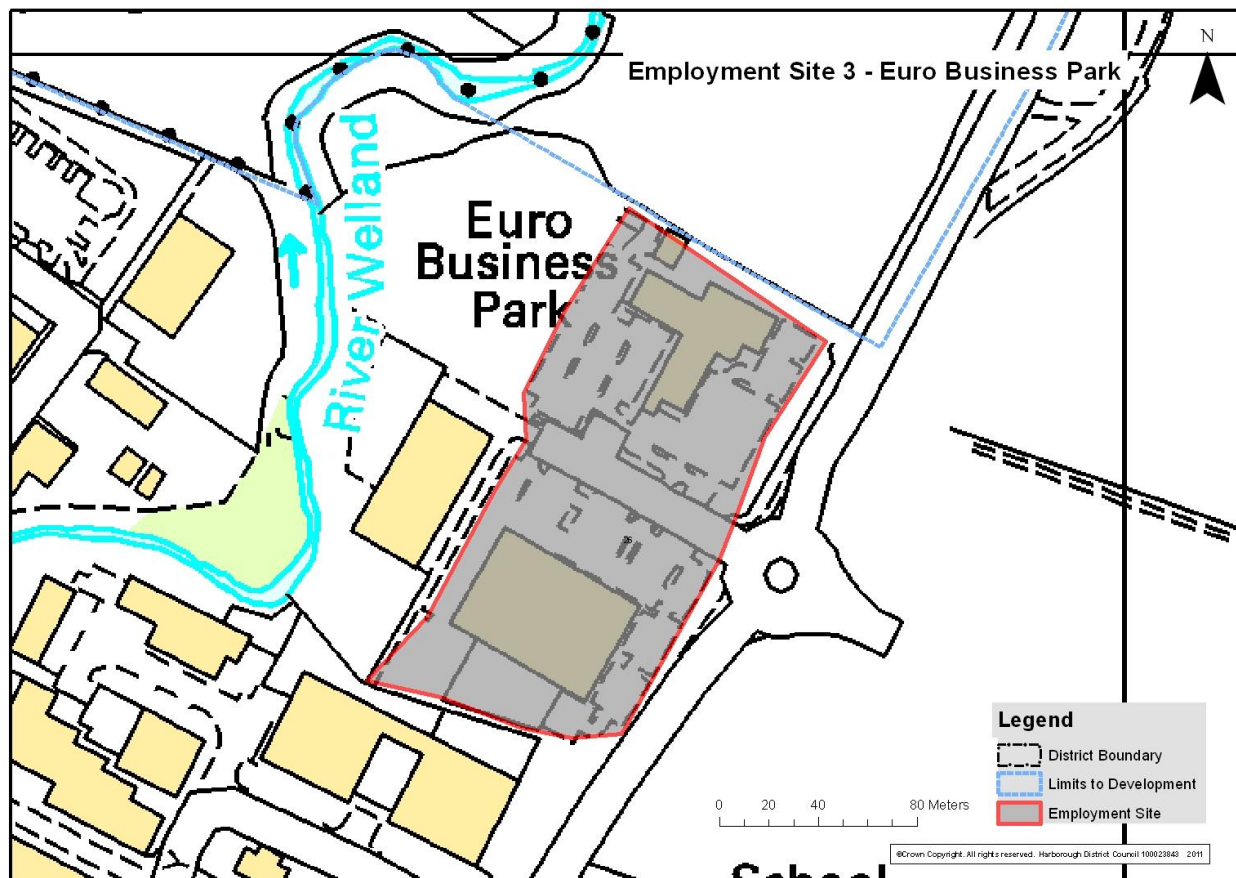 N
Employment Site 3 - Euro Business Park
River Welland
Euro
Business
Park
26
Legend
District Boundary
Limits to Development
Employment Site
0 20 40 80 Meters
©Crown Copyright. All rights reserved. Harborough District Council 100023843 2011
School